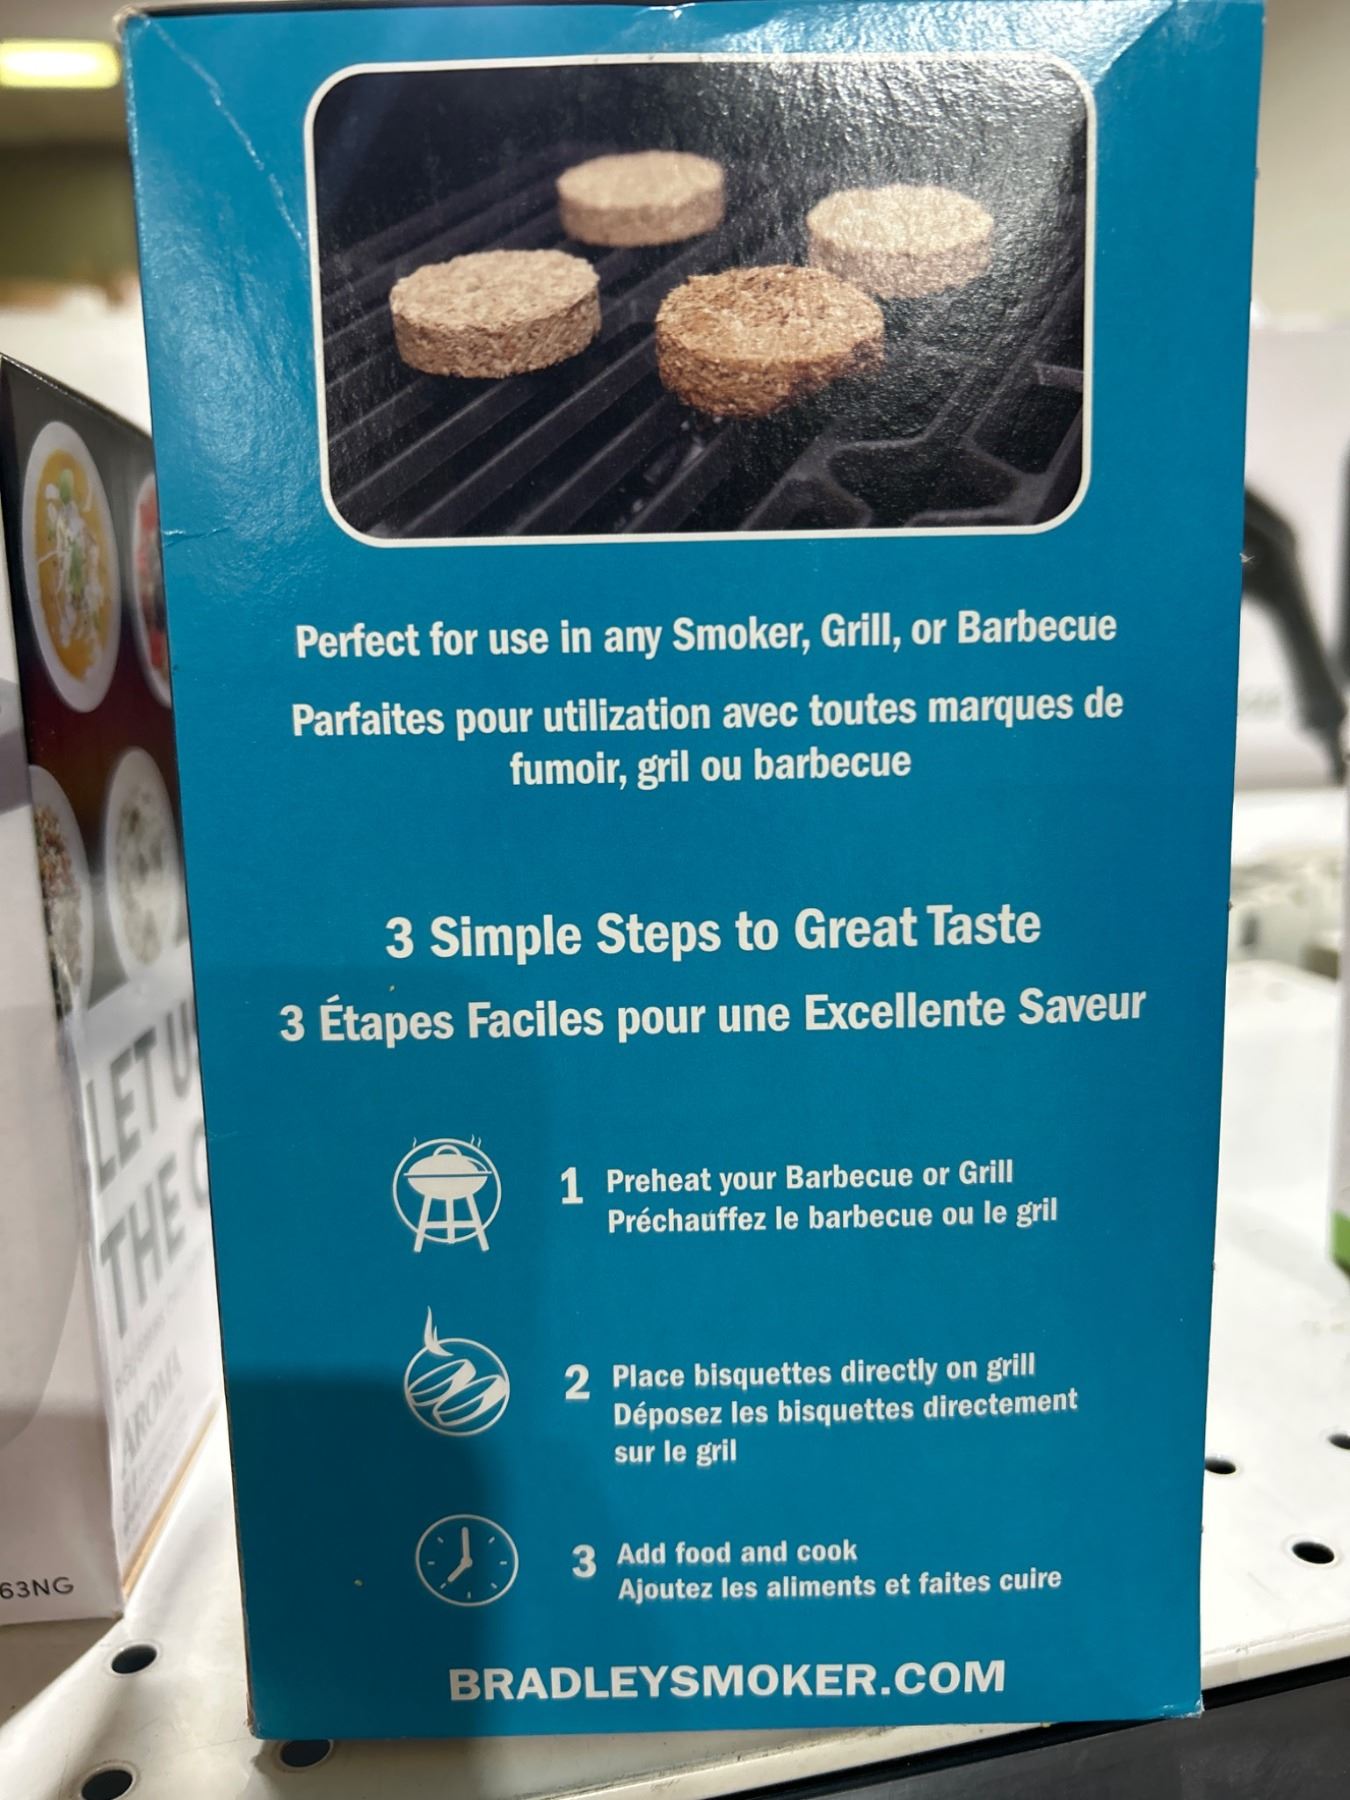 Perfect for use in any Smoker, Grill, or Barbecue
Parfaites pour utilization avec toutes marques de
fumoir, gril ou barbecue
3 Simple Steps to Great Taste
3 Étapes Faciles pour une Excellente Saveur
1 Preheat your Barbecue or Grill
Préchauffez le barbecue ou le gril
2 Place bisquettes directly on grill
Déposez les bisquettes directement
sur le gril
3 Add food and cook
Ajoutez les aliments et faites cuire
BRADLEYSMOKER.COM
LET U
THE
AROMA
63NG